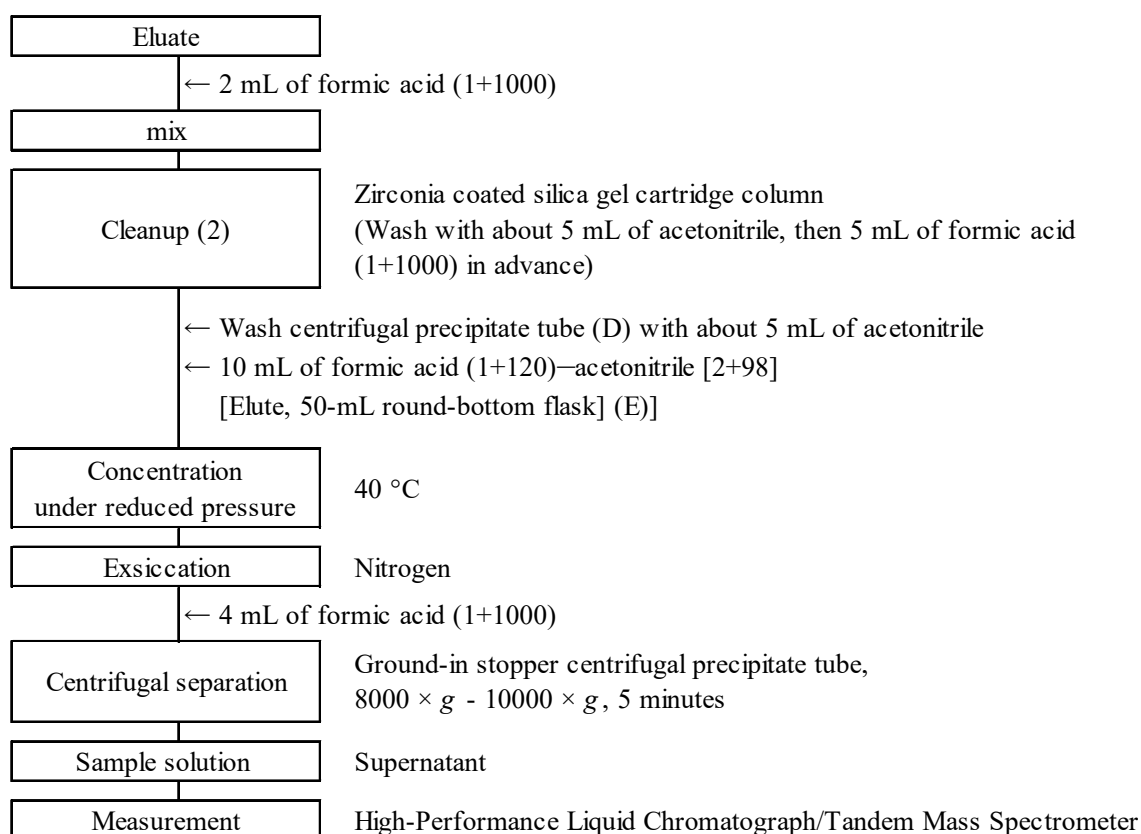 Eluate
← 2 mL of formic acid (1+1000)
mix
Cleanup (2)
Zirconia coated silica gel cartridge column
(Wash with about 5 mL of acetonitrile, then 5 mL of formic acid
(1+1000) in advance)
← Wash centrifugal precipitate tube (D) with about 5 mL of acetonitrile
← 10 mL of formic acid (1+120)−acetonitrile [2+98]
[Elute, 50-mL round-bottom flask] (E)]
Concentration
under reduced pressure
40 °C
Exsiccation
Nitrogen
← 4 mL of formic acid (1+1000)
Centrifugal separation
Ground-in stopper centrifugal precipitate tube,
8000 × g - 10000 × g, 5 minutes
Sample solution
Supernatant
Measurement
High-Performance Liquid Chromatograph/Tandem Mass Spectrometer